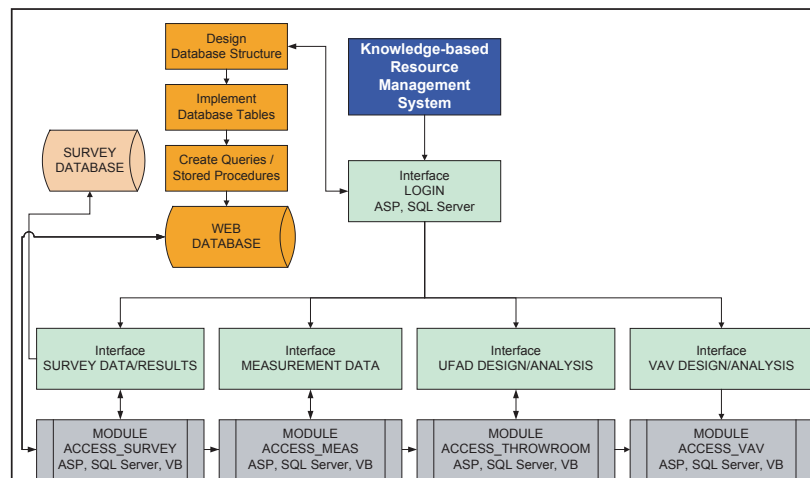 Design
Database Structure
Knowledge-based
Resource
Management
System
Implement
Database Tables
SURVEY
DATABASE
Create Queries /
Stored Procedures
Interface
LOGIN
ASP, SQL Server
WEB
DATABASE
Interface
SURVEY DATA/RESULTS
Interface
MEASUREMENT DATA
Interface
UFAD DESIGN/ANALYSIS
Interface
VAV DESIGN/ANALYSIS
MODULE
ACCESS_SURVEY
ASP, SQL Server, VB
MODULE
ACCESS_MEAS
ASP, SQL Server, VB
MODULE
ACCESS_THROWROOM
ASP, SQL Server, VB
MODULE
ACCESS_VAV
ASP, SQL Server, VB